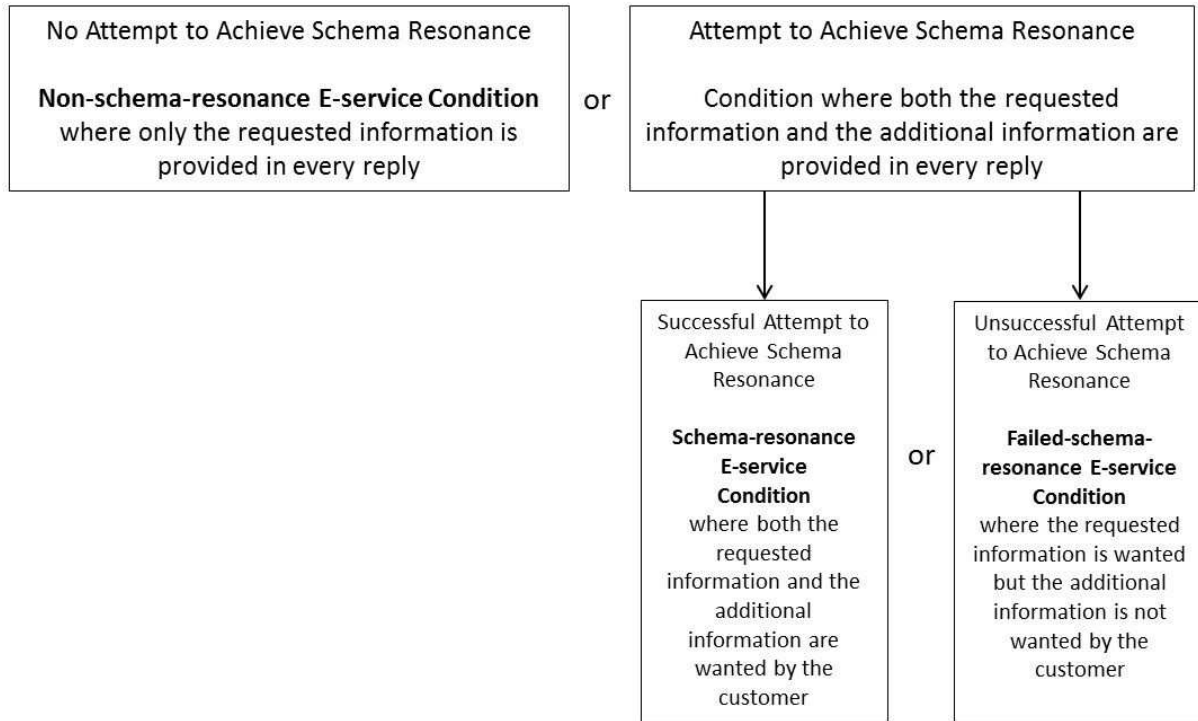 No Attempt to Achieve Schema Resonance
Non-schema-resonance E-service Condition
where only the requested information is
provided in every reply
or
Attempt to Achieve Schema Resonance
Condition where both the requested
information and the additional information are
provided in every reply
Successful Attempt to
Achieve Schema
Resonance
Schema-resonance
E-service
Condition
where both the
requested
information and the
additional
information are
wanted by the
customer
or
Unsuccessful Attempt
to Achieve Schema
Resonance
Failed-schema-
resonance E-service
Condition
where the requested
information is wanted
but the additional
information is not
wanted by the
customer